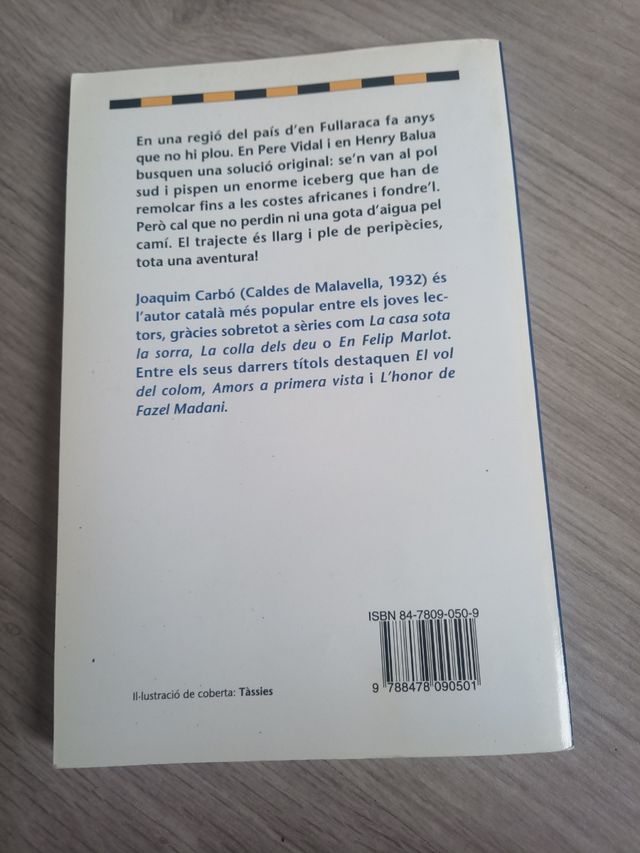 En una regió del país d'en Fullaraca fa anys
que no hi plou. En Pere Vidal i en Henry Balua
busquen una solució original: se'n van al pol
sud i pispen un enorme iceberg que han de
remolcar fins a les costes africanes i fondre'l.
Però cal que no perdin ni una gota d'aigua pel
camí. El trajecte és llarg i ple de peripècies,
tota una aventura!
Joaquim Carbó (Caldes de Malavella, 1932) és
l'autor català més popular entre els joves lec-
tors, gràcies sobretot a sèries com La casa sota
la sorra, La colla dels deu o En Felip Marlot.
Entre els seus darrers títols destaquen El vol
del colom, Amors a primera vista i L'honor de
Fazel Madani.
ISBN 84-7809-050-9
9 788478 090501
Il·lustració de coberta: Tàssies